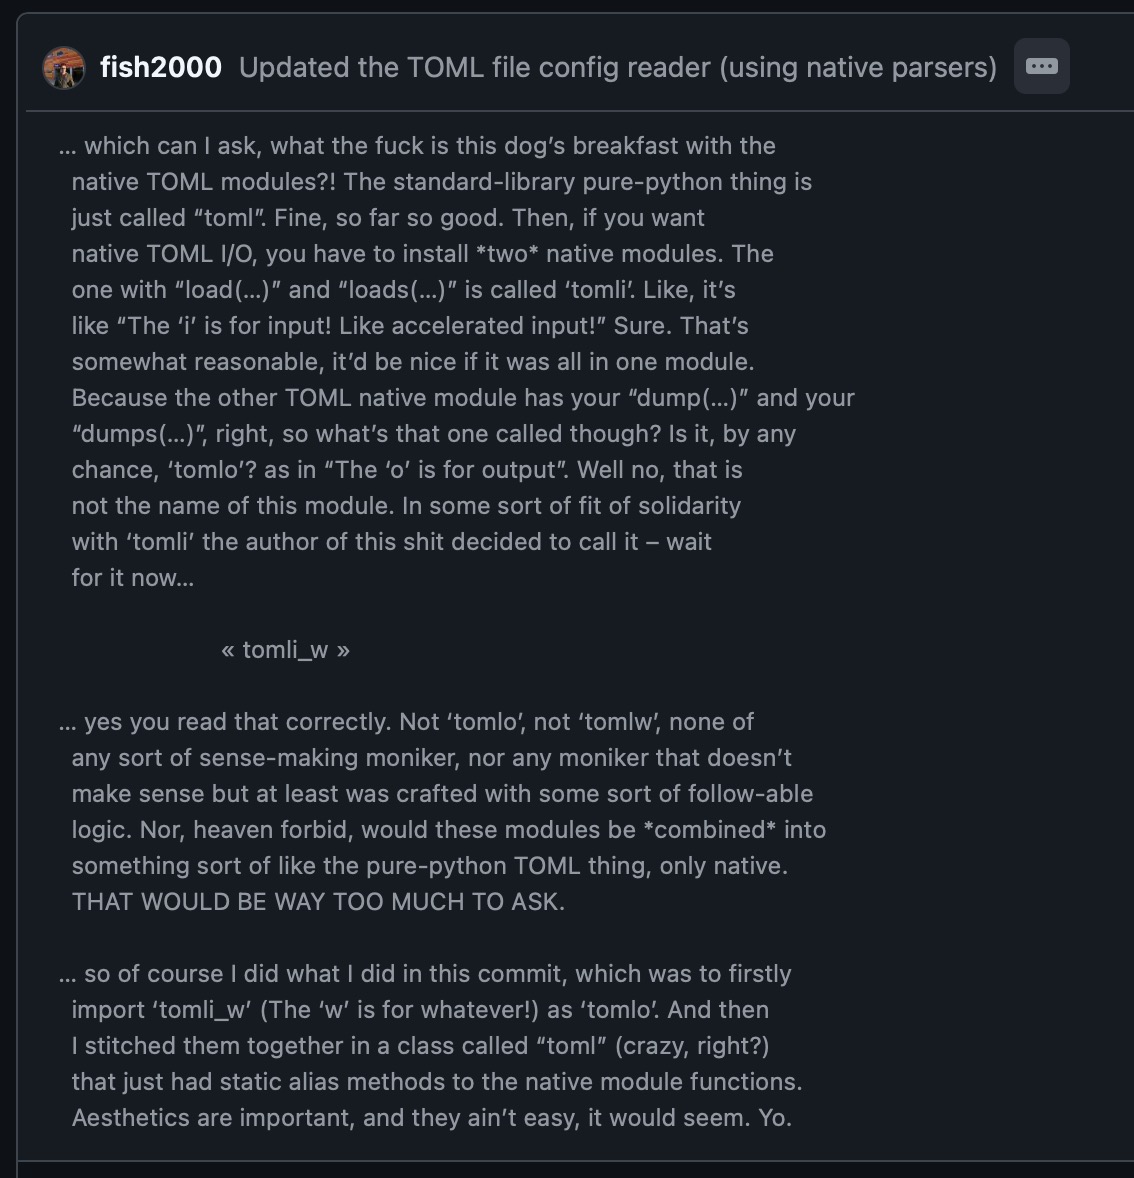 fish2000 Updated the TOML file config reader (using native parsers)
... which can I ask, what the fuck is this dog’s breakfast with the
native TOML modules?! The standard-library pure-python thing is
just called “toml”. Fine, so far so good. Then, if you want
native TOML I/O, you have to install *two* native modules. The
one with “load(…)” and “loads(…)” is called ‘tomli’. Like, it’s
like “The ‘i’ is for input! Like accelerated input!” Sure. That’s
somewhat reasonable, it’d be nice if it was all in one module.
Because the other TOML native module has your “dump(…)” and your
“dumps(…)”, right, so what’s that one called though? Is it, by any
chance, ‘tomlo’? as in “The ‘o’ is for output”. Well no, that is
not the name of this module. In some sort of fit of solidarity
with ‘tomli’ the author of this shit decided to call it – wait
for it now…
« tomli_w »
... yes you read that correctly. Not ‘tomlo’, not ‘tomlw’, none of
any sort of sense-making moniker, nor any moniker that doesn’t
make sense but at least was crafted with some sort of follow-able
logic. Nor, heaven forbid, would these modules be *combined* into
something sort of like the pure-python TOML thing, only native.
THAT WOULD BE WAY TOO MUCH TO ASK.
... so of course I did what I did in this commit, which was to firstly
import ‘tomli_w’ (The ‘w’ is for whatever!) as ‘tomlo’. And then
I stitched them together in a class called “toml” (crazy, right?)
that just had static alias methods to the native module functions.
Aesthetics are important, and they ain’t easy, it would seem. Yo.